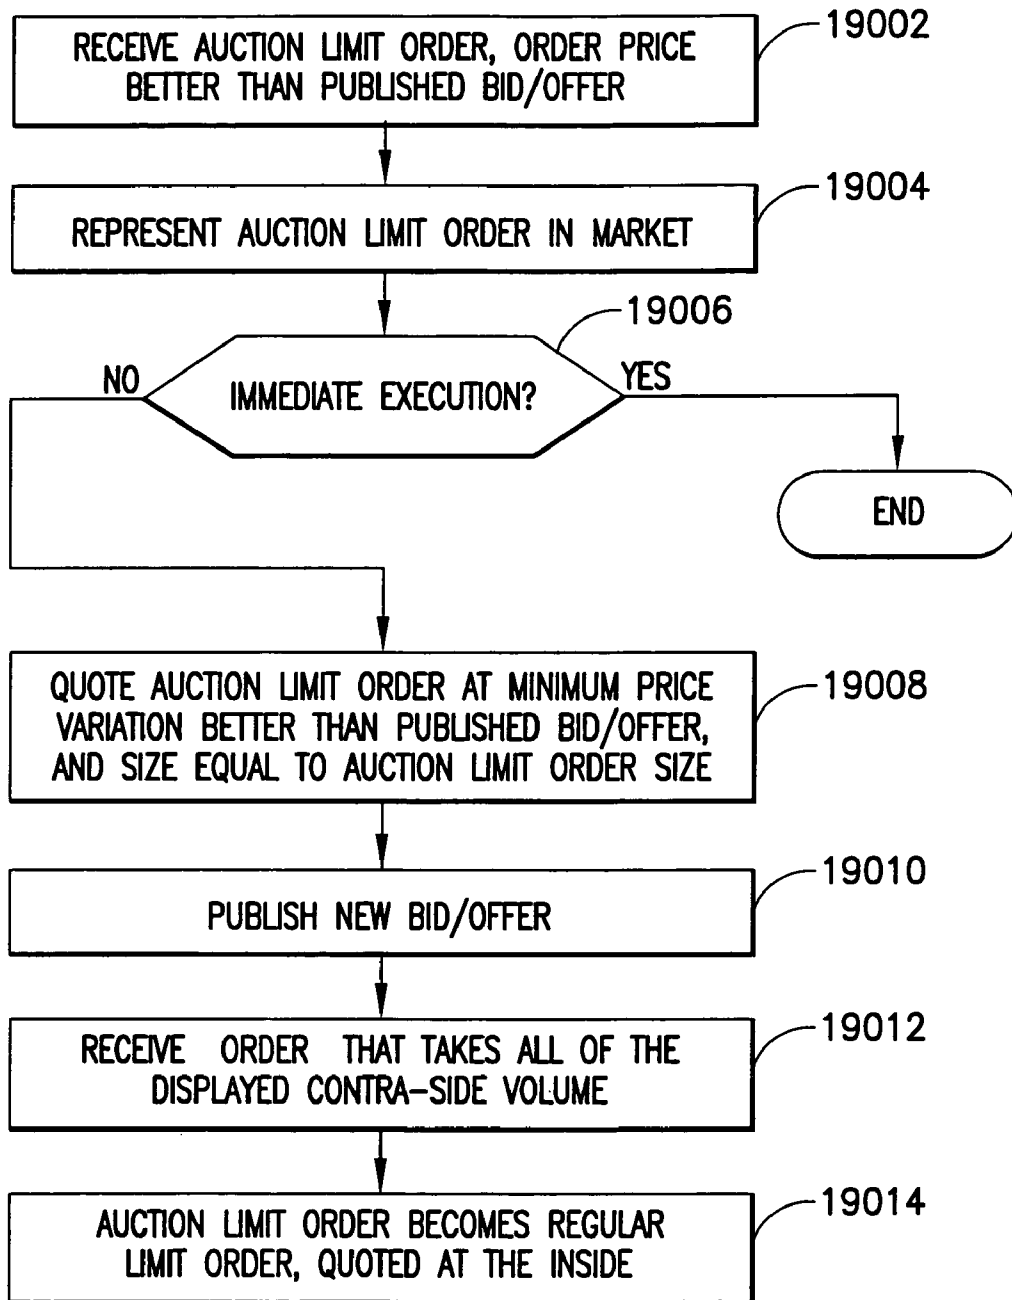 RECEIVE AUCTION LIMIT ORDER, ORDER PRICE
BETTER THAN PUBLISHED BID/OFFER
19002
REPRESENT AUCTION LIMIT ORDER IN MARKET
19004
IMMEDIATE EXECUTION?
19006
NO
YES
END
QUOTE AUCTION LIMIT ORDER AT MINIMUM PRICE
VARIATION BETTER THAN PUBLISHED BID/OFFER,
AND SIZE EQUAL TO AUCTION LIMIT ORDER SIZE
19008
PUBLISH NEW BID/OFFER
19010
RECEIVE ORDER THAT TAKES ALL OF THE
DISPLAYED CONTRA-SIDE VOLUME
19012
AUCTION LIMIT ORDER BECOMES REGULAR
LIMIT ORDER, QUOTED AT THE INSIDE
19014